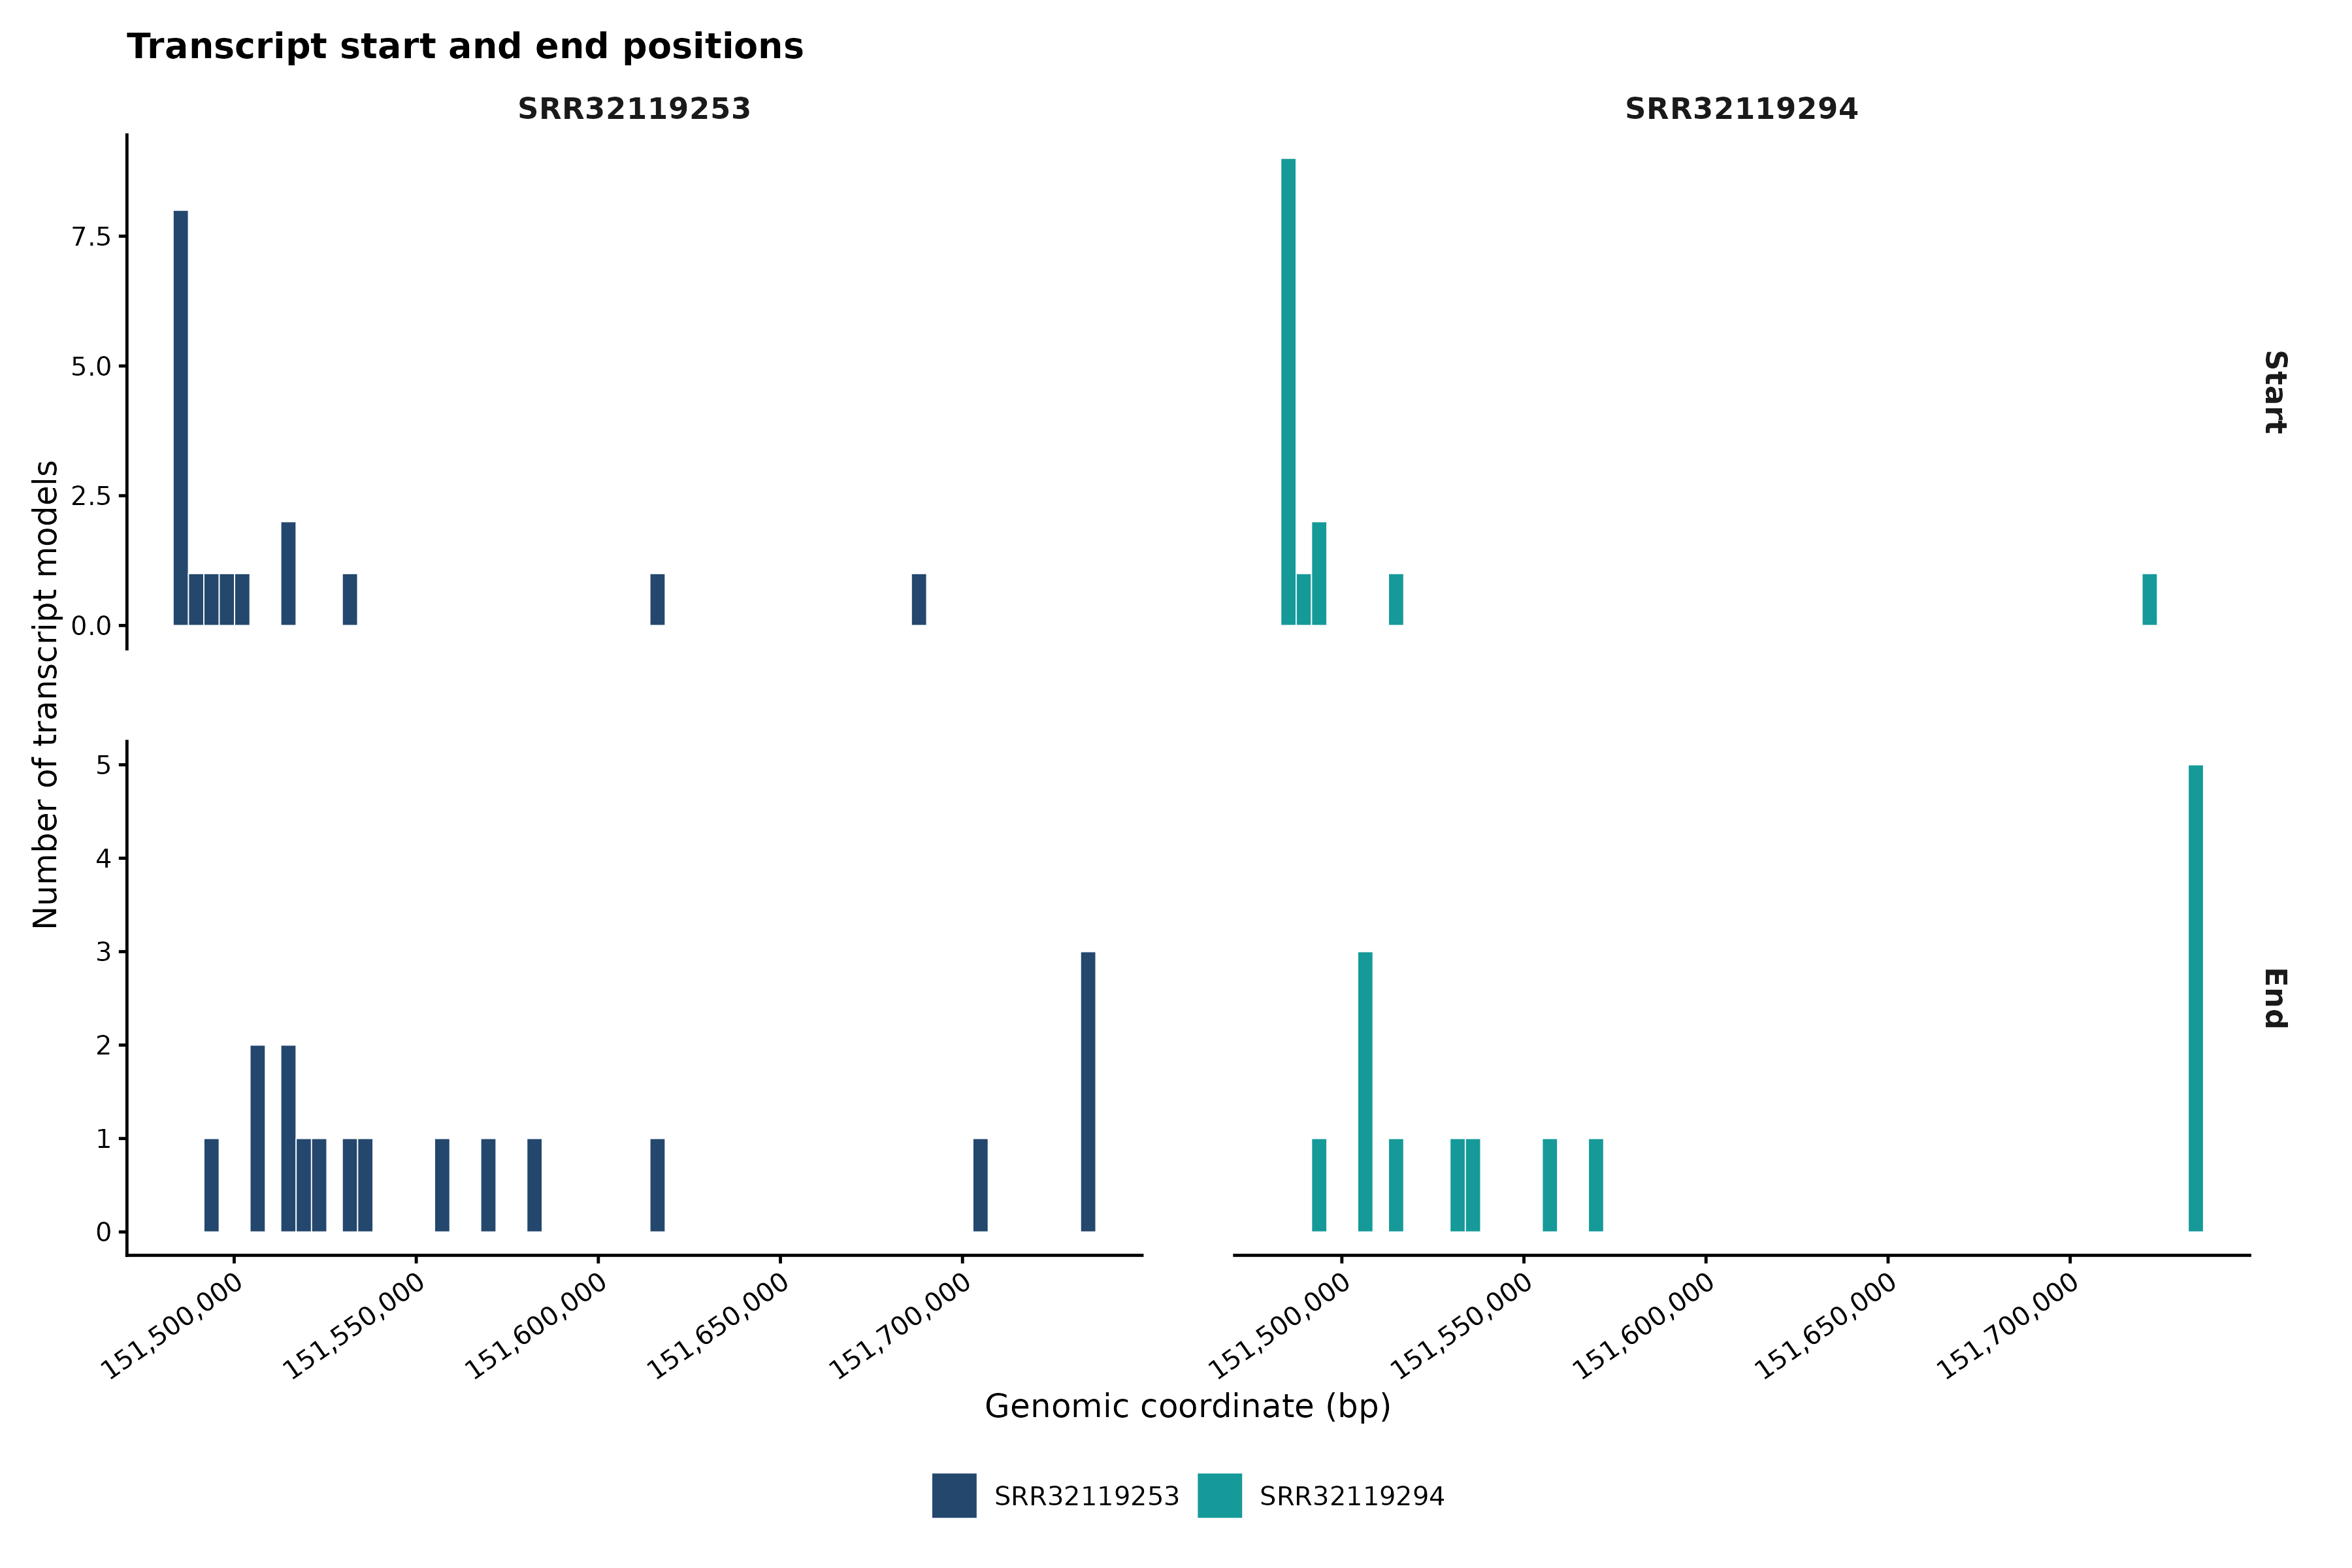 Transcript start and end positions
SRR32119253
SRR32119294
Number of transcript models
7.5
5.0
2.5
0.0
Start
5
4
3
2
1
0
End
151,500,000
151,550,000
151,600,000
151,650,000
151,700,000
151,500,000
151,550,000
151,600,000
151,650,000
151,700,000
Genomic coordinate (bp)
SRR32119253
SRR32119294